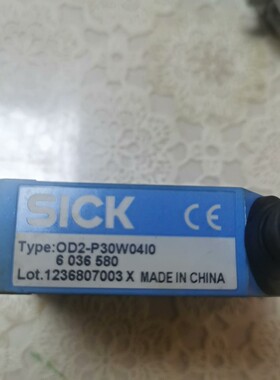 SICK
CE
Type:OD2-P30W04I0
6 036 580
Lot.1236807003 X MADE IN CHINA